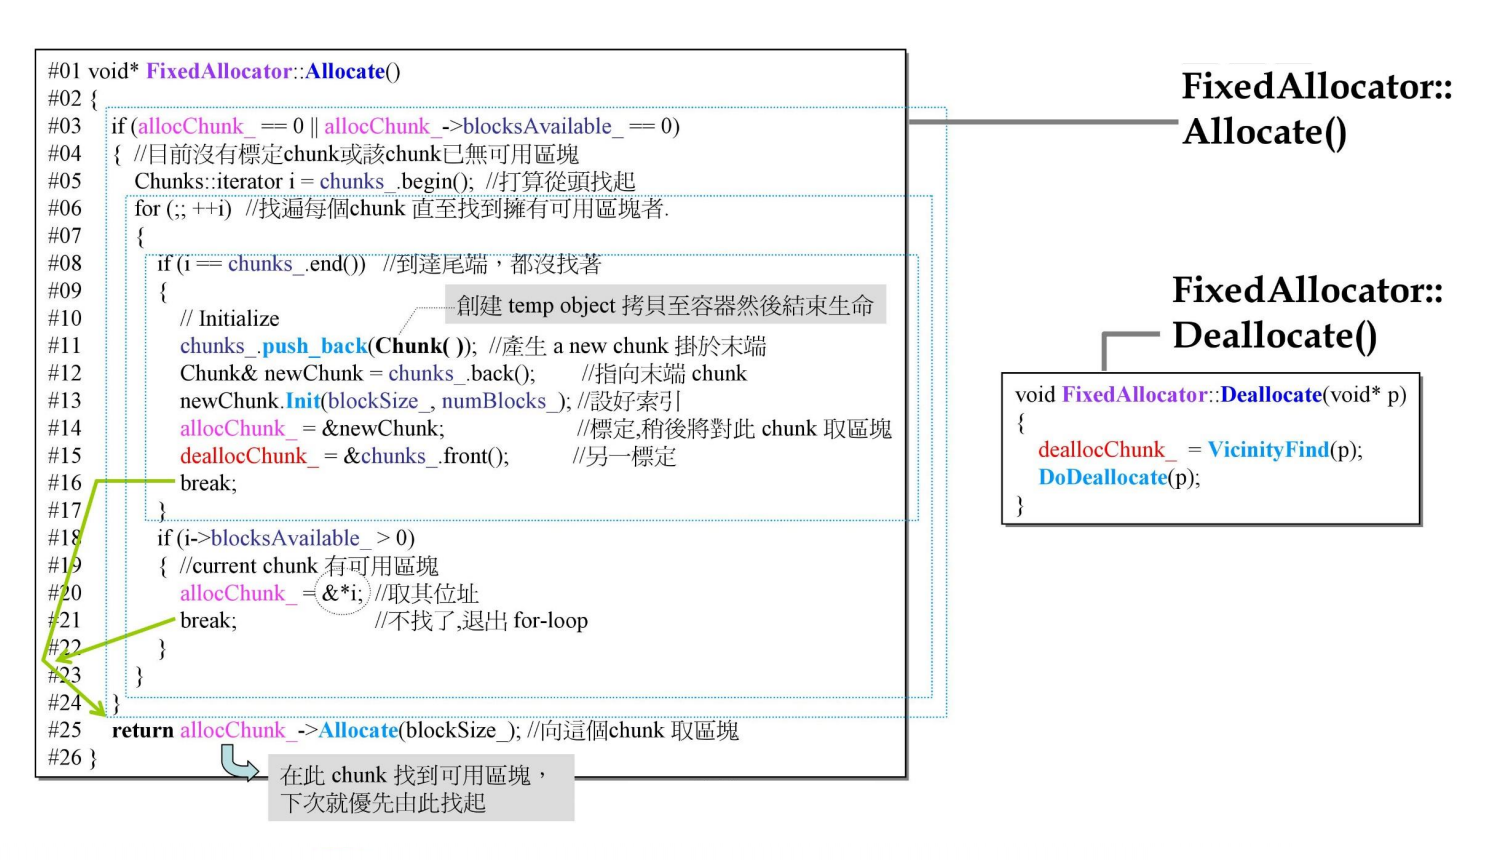 #01 void* FixedAllocator::Allocate()
#02 {
#03 if (allocChunk_ == 0 || allocChunk_->blocksAvailable_ == 0)
#04 { //目前沒有標定chunk或該chunk已無可用區塊
#05 Chunks::iterator i = chunks_.begin(); //打算從頭找起
#06 for (;; ++i) //找遍每個chunk 直至找到擁有可用區塊者.
#07 {
#08 if (i == chunks_.end()) //到達尾端，都沒找著
#09 {
創建 temp object 拷貝至容器然後結束生命
#10 // Initialize
#11 chunks_.push_back(Chunk( )); //產生 a new chunk 掛於末端
#12 Chunk& newChunk = chunks_.back(); //指向末端 chunk
#13 newChunk.Init(blockSize_, numBlocks_); //設好索引
#14 allocChunk_ = &newChunk; //標定,稍後將對此 chunk 取區塊
#15 deallocChunk_ = &chunks_.front(); //另一標定
#16 break;
#17 }
#18 if (i->blocksAvailable_ > 0)
#19 { //current chunk 有可用區塊
#20 allocChunk_ = &*i; //取其位址
#21 break; //不找了,退出 for-loop
#22 }
#23 }
#24 }
#25 return allocChunk_->Allocate(blockSize_); //向這個chunk 取區塊
#26 }
在此 chunk 找到可用區塊，
下次就優先由此找起
FixedAllocator::
Allocate()
FixedAllocator::
Deallocate()
void FixedAllocator::Deallocate(void* p)
{
deallocChunk_ = VicinityFind(p);
DoDeallocate(p);
}